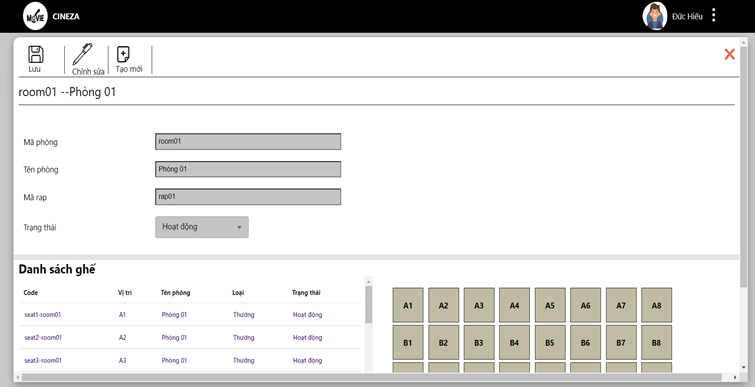 MOVIE CINEZA Đức Hiếu
Lưu Chỉnh sửa Tạo mới
room01 --Phòng 01
Mã phòng room01
Tên phòng Phòng 01
Mã rạp rap01
Trạng thái Hoạt động
Danh sách ghế
Code Vị trí Tên phòng Loại Trạng thái
seat1-room01 A1 Phòng 01 Thường Hoạt động
seat2-room01 A2 Phòng 01 Thường Hoạt động
seat3-room01 A3 Phòng 01 Thường Hoạt động
A1 A2 A3 A4 A5 A6 A7 A8
B1 B2 B3 B4 B5 B6 B7 B8